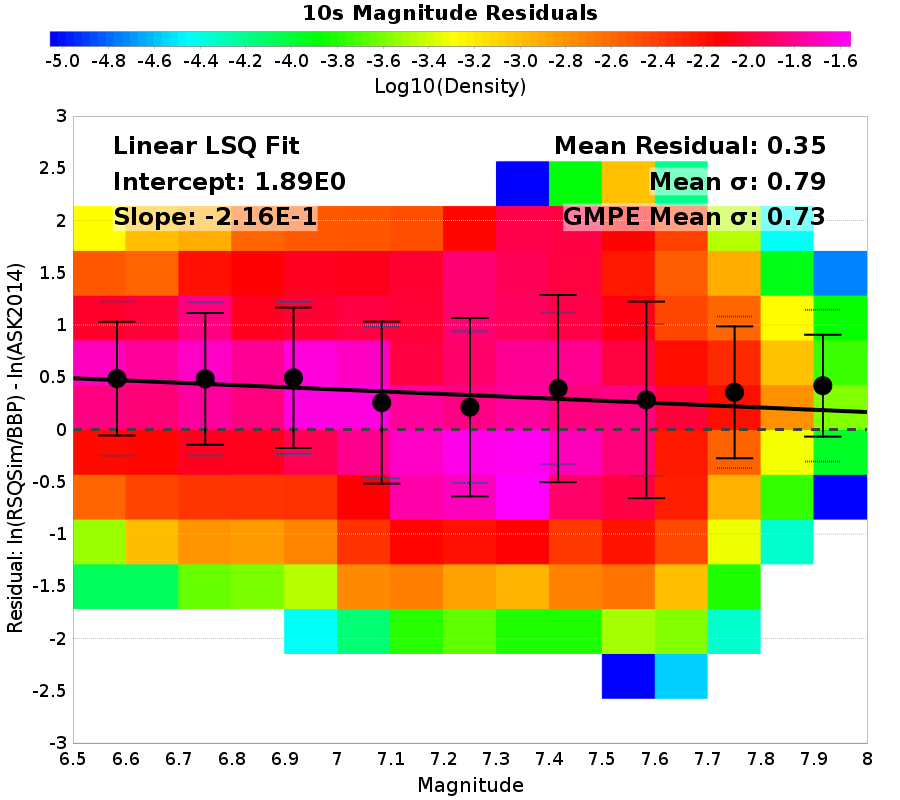 10s Magnitude Residuals
-5.0 -4.8 -4.6 -4.4 -4.2 -4.0 -3.8 -3.6 -3.4 -3.2 -3.0 -2.8 -2.6 -2.4 -2.2 -2.0 -1.8 -1.6
Log10(Density)
Linear LSQ Fit
Intercept: 1.89E0
Slope: -2.16E-1
Mean Residual: 0.35
Mean σ: 0.79
GMPE Mean σ: 0.73
Residual: ln(RSQSim/BBP) - ln(ASK2014)
3
2.5
2
1.5
1
0.5
0
-0.5
-1
-1.5
-2
-2.5
-3
6.5 6.6 6.7 6.8 6.9 7 7.1 7.2 7.3 7.4 7.5 7.6 7.7 7.8 7.9 8
Magnitude